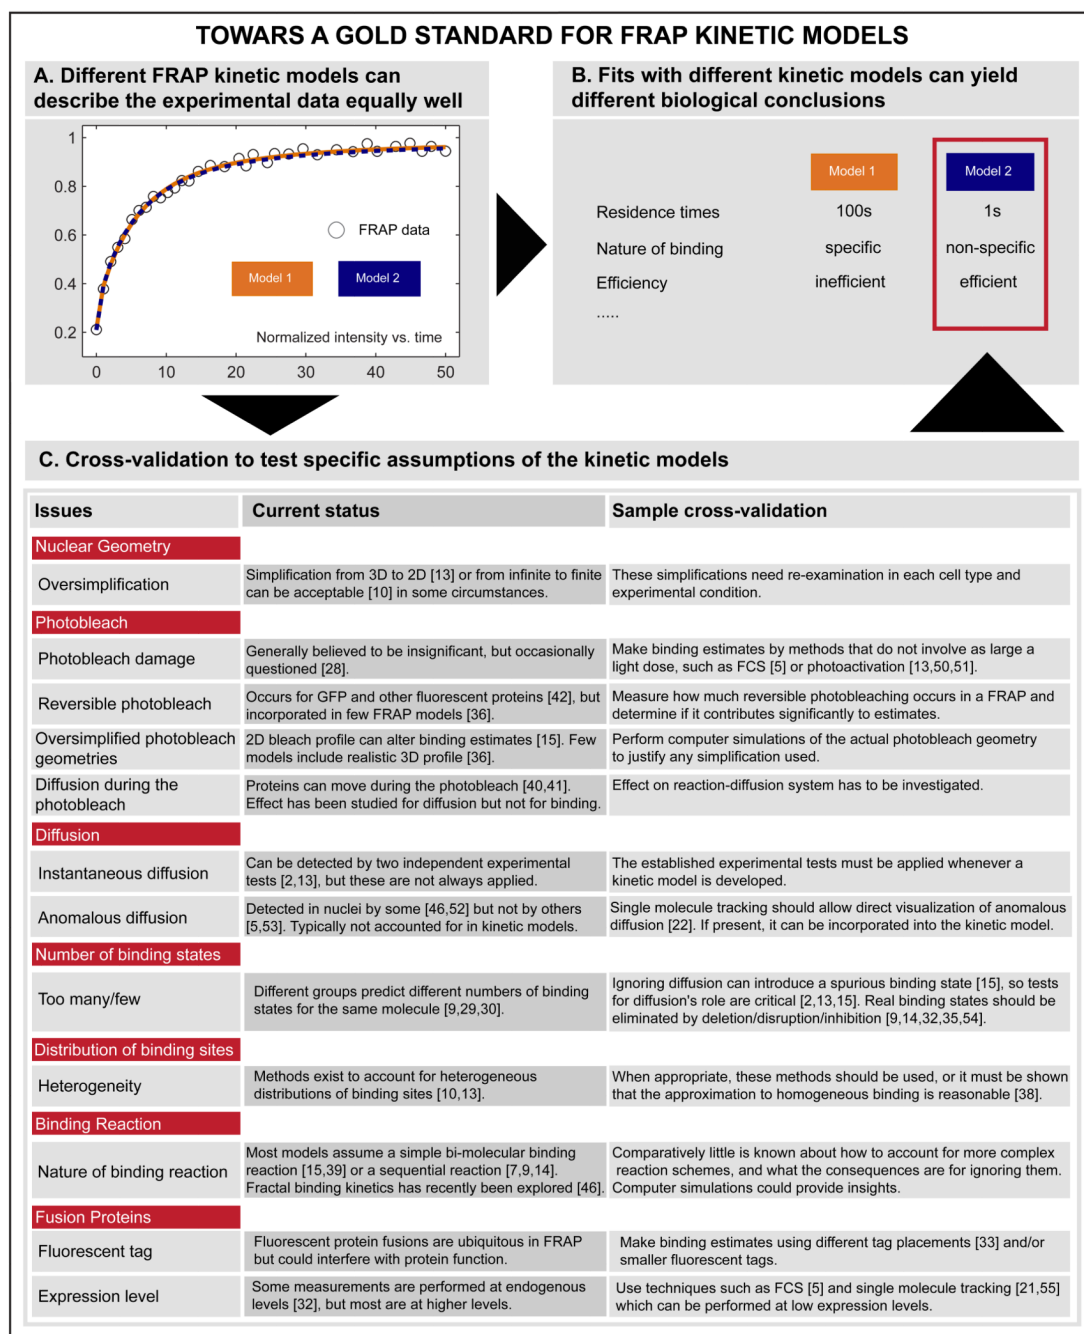 TOWARS A GOLD STANDARD FOR FRAP KINETIC MODELS
A. Different FRAP kinetic models can
describe the experimental data equally well
1
0.8
0.6
0.4
0.2
0
10
20
30
40
50
FRAP data
Model 1
Model 2
Normalized intensity vs. time
B. Fits with different kinetic models can yield
different biological conclusions
Model 1
Model 2
Residence times
100s
1s
Nature of binding
specific
non-specific
Efficiency
inefficient
efficient
.....
C. Cross-validation to test specific assumptions of the kinetic models
Issues
Current status
Sample cross-validation
Nuclear Geometry
Oversimplification
Simplification from 3D to 2D [13] or from infinite to finite
can be acceptable [10] in some circumstances.
These simplifications need re-examination in each cell type and
experimental condition.
Photobleach
Photobleach damage
Generally believed to be insignificant, but occasionally
questioned [28].
Make binding estimates by methods that do not involve as large a
light dose, such as FCS [5] or photoactivation [13,50,51].
Reversible photobleach
Occurs for GFP and other fluorescent proteins [42], but
incorporated in few FRAP models [36].
Measure how much reversible photobleaching occurs in a FRAP and
determine if it contributes significantly to estimates.
Oversimplified photobleach
geometries
2D bleach profile can alter binding estimates [15]. Few
models include realistic 3D profile [36].
Perform computer simulations of the actual photobleach geometry
to justify any simplification used.
Diffusion during the
photobleach
Proteins can move during the photobleach [40,41].
Effect has been studied for diffusion but not for binding.
Effect on reaction-diffusion system has to be investigated.
Diffusion
Instantaneous diffusion
Can be detected by two independent experimental
tests [2,13], but these are not always applied.
The established experimental tests must be applied whenever a
kinetic model is developed.
Anomalous diffusion
Detected in nuclei by some [46,52] but not by others
[5,53]. Typically not accounted for in kinetic models.
Single molecule tracking should allow direct visualization of anomalous
diffusion [22]. If present, it can be incorporated into the kinetic model.
Number of binding states
Too many/few
Different groups predict different numbers of binding
states for the same molecule [9,29,30].
Ignoring diffusion can introduce a spurious binding state [15], so tests
for diffusion's role are critical [2,13,15]. Real binding states should be
eliminated by deletion/disruption/inhibition [9,14,32,35,54].
Distribution of binding sites
Heterogeneity
Methods exist to account for heterogeneous
distributions of binding sites [10,13].
When appropriate, these methods should be used, or it must be shown
that the approximation to homogeneous binding is reasonable [38].
Binding Reaction
Nature of binding reaction
Most models assume a simple bi-molecular binding
reaction [15,39] or a sequential reaction [7,9,14].
Fractal binding kinetics has recently been explored [46].
Comparatively little is known about how to account for more complex
reaction schemes, and what the consequences are for ignoring them.
Computer simulations could provide insights.
Fusion Proteins
Fluorescent tag
Fluorescent protein fusions are ubiquitous in FRAP
but could interfere with protein function.
Make binding estimates using different tag placements [33] and/or
smaller fluorescent tags.
Expression level
Some measurements are performed at endogenous
levels [32], but most are at higher levels.
Use techniques such as FCS [5] and single molecule tracking [21,55]
which can be performed at low expression levels.